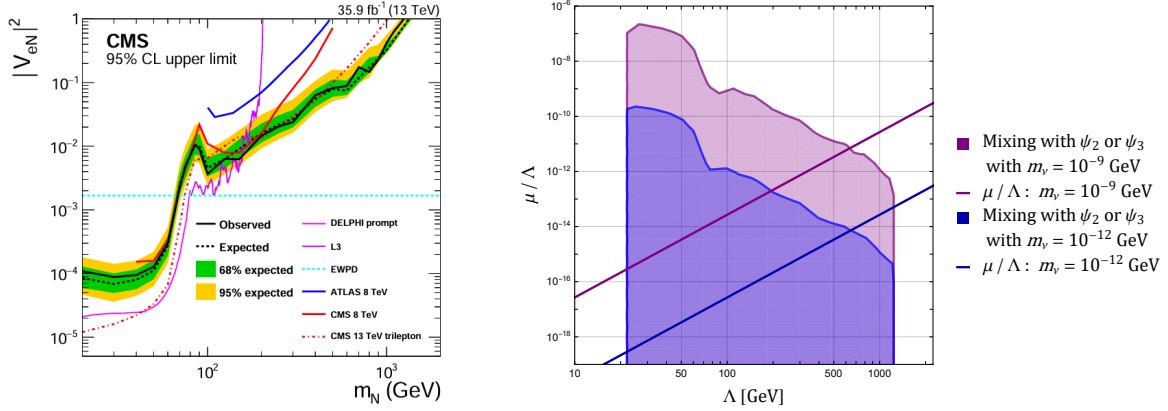 35.9 fb⁻¹ (13 TeV)
CMS
95% CL upper limit
|V_eN|²
1
10⁻¹
10⁻²
10⁻³
10⁻⁴
10⁻⁵
Observed
Expected
68% expected
95% expected
DELPHI prompt
L3
EWPD
ATLAS 8 TeV
CMS 8 TeV
CMS 13 TeV trilepton
10² 10³
m_N (GeV)
μ / Λ
10⁻⁶
10⁻⁸
10⁻¹⁰
10⁻¹²
10⁻¹⁴
10⁻¹⁶
10⁻¹⁸
10 50 100 500 1000
Λ [GeV]
Mixing with ψ₂ or ψ₃
with m_ν = 10⁻⁹ GeV
μ / Λ : m_ν = 10⁻⁹ GeV
Mixing with ψ₂ or ψ₃
with m_ν = 10⁻¹² GeV
μ / Λ : m_ν = 10⁻¹² GeV